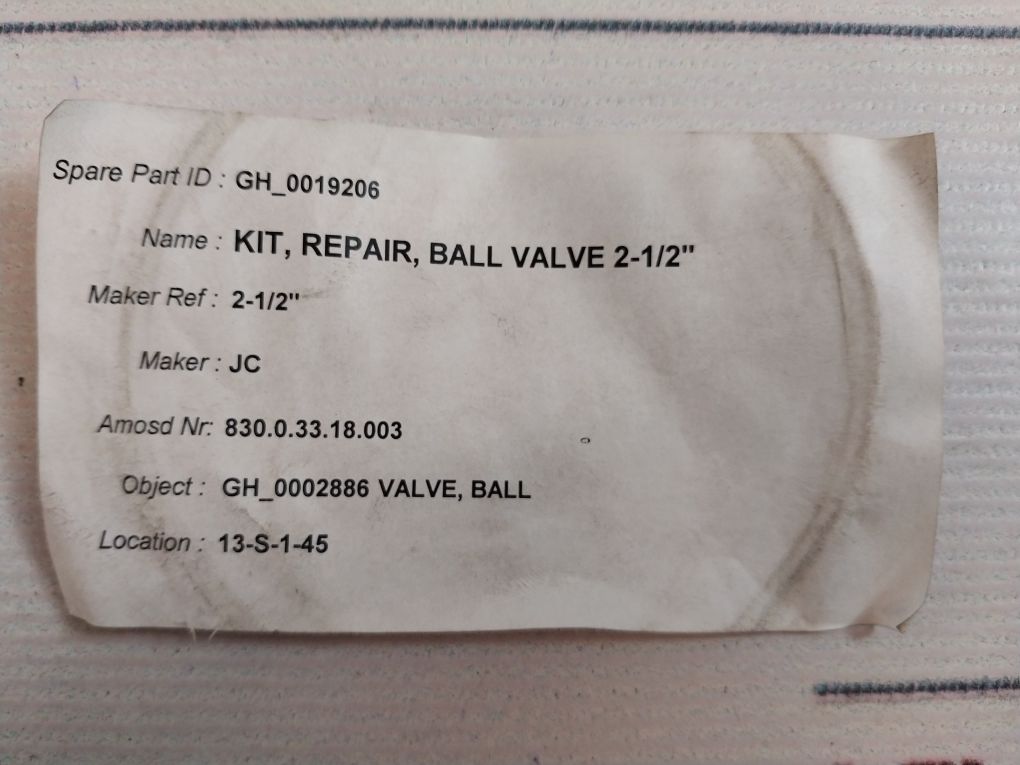 Spare Part ID : GH_0019206
Name : KIT, REPAIR, BALL VALVE 2-1/2"
Maker Ref : 2-1/2"
Maker : JC
Amosd Nr: 830.0.33.18.003
Object : GH_0002886 VALVE, BALL
Location : 13-S-1-45